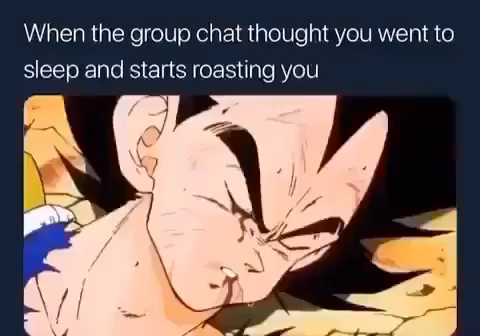 When the group chat thought you went to
sleep and starts roasting you